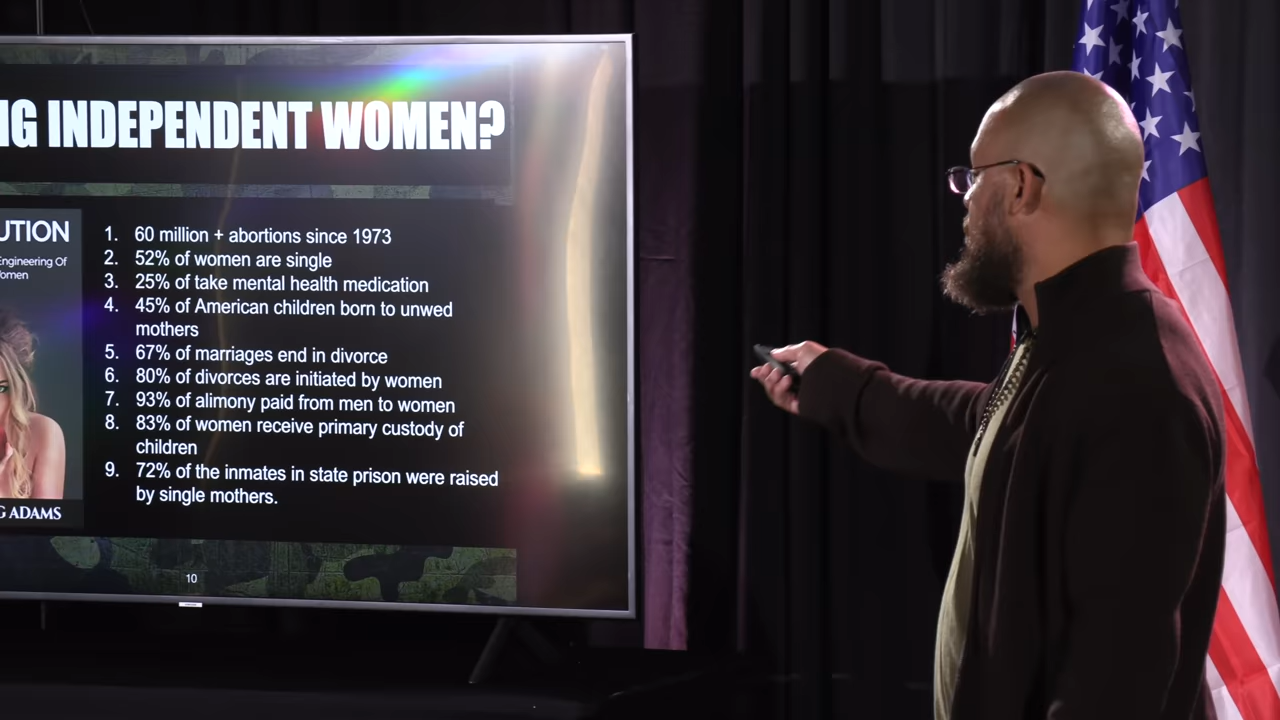 NG INDEPENDENT WOMEN?
UTION
Engineering Of
omen
G ADAMS
1. 60 million + abortions since 1973
2. 52% of women are single
3. 25% of take mental health medication
4. 45% of American children born to unwed
mothers
5. 67% of marriages end in divorce
6. 80% of divorces are initiated by women
7. 93% of alimony paid from men to women
8. 83% of women receive primary custody of
children
9. 72% of the inmates in state prison were raised
by single mothers.
10